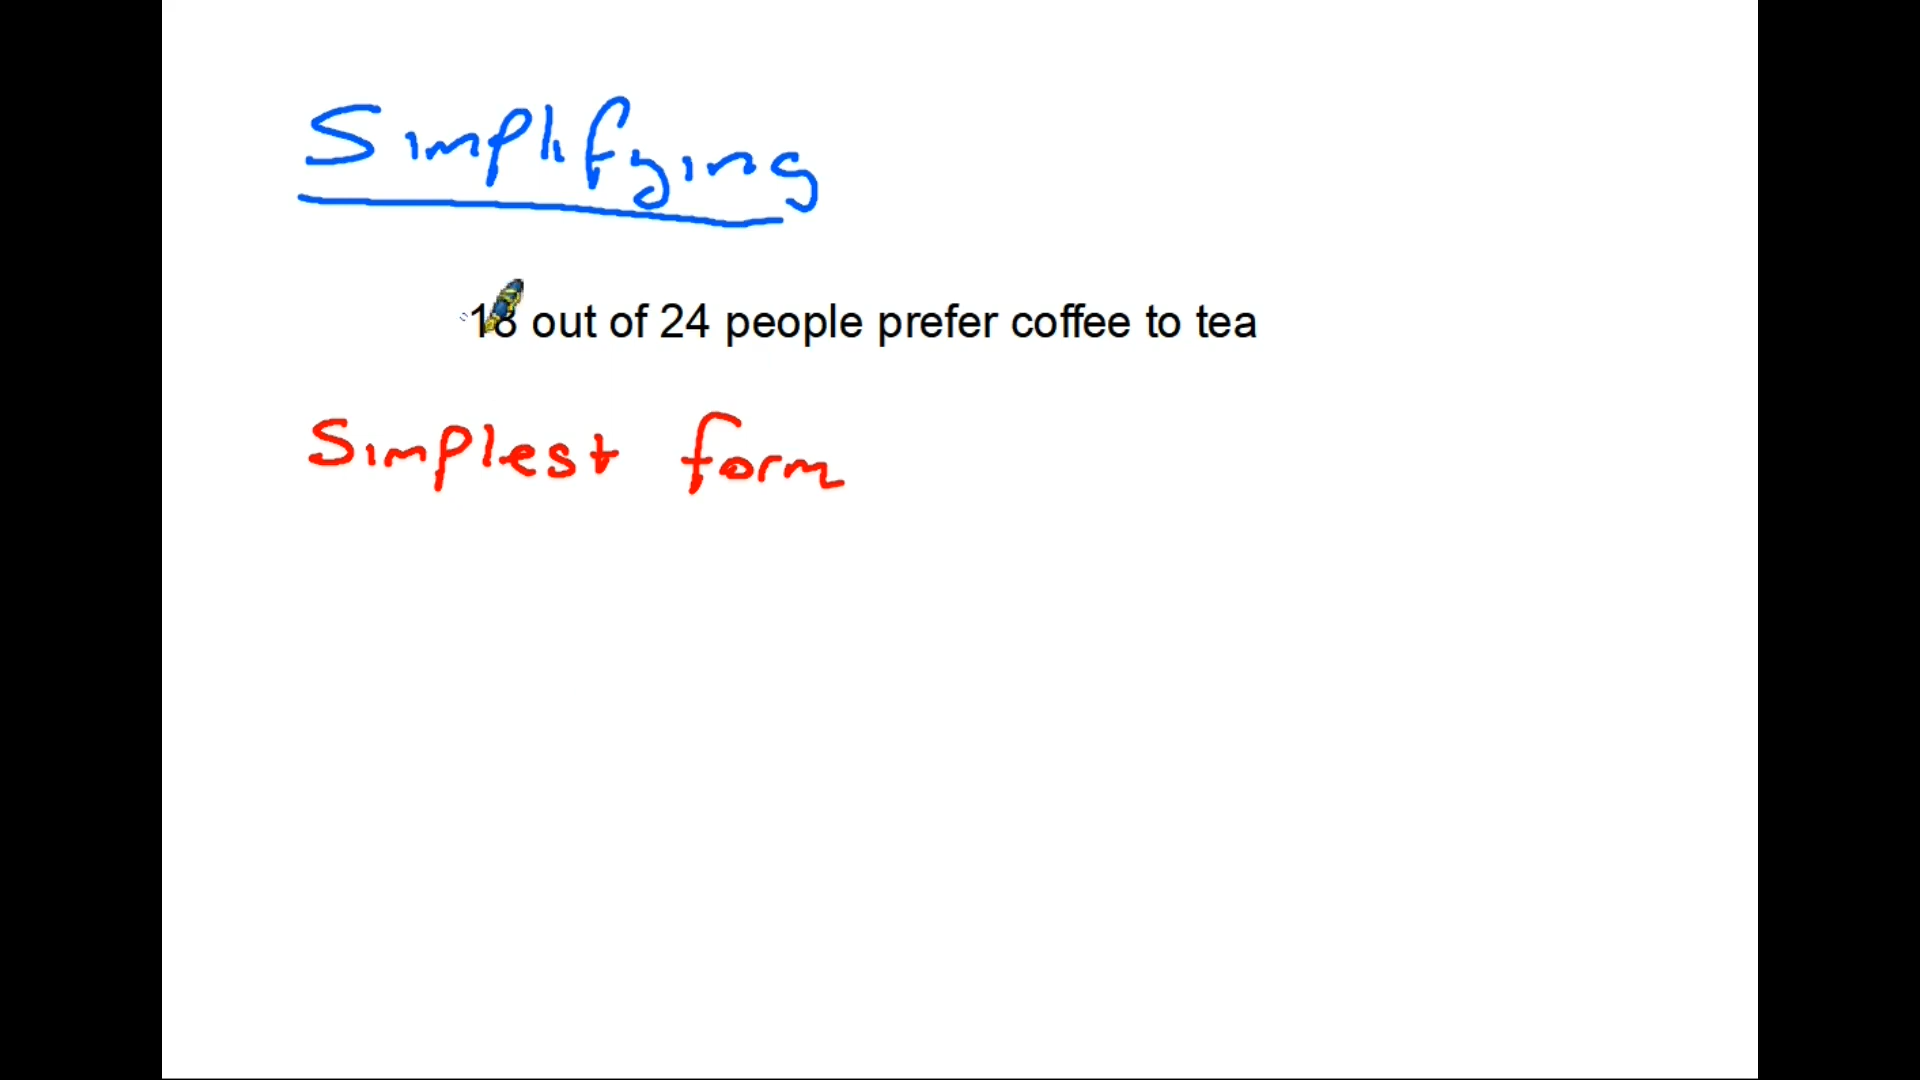 Simplifying
18 out of 24 people prefer coffee to tea
Simplest form